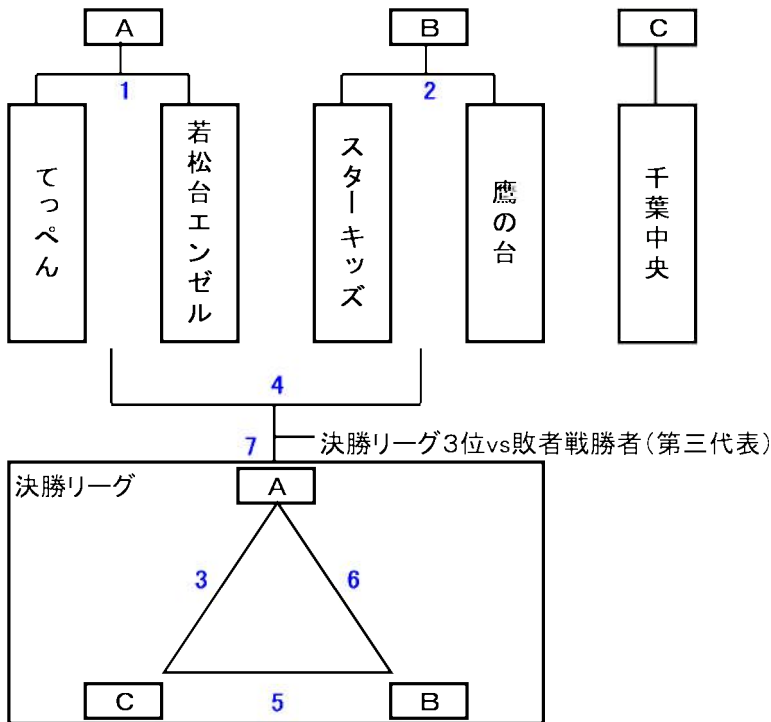 A
B
C
1
2
てっぺん
若松台エンゼル
スターキッズ
鷹の台
千葉中央
4
7
決勝リーグ3位vs敗者戦勝者(第三代表)
決勝リーグ
A
3
6
C
5
B